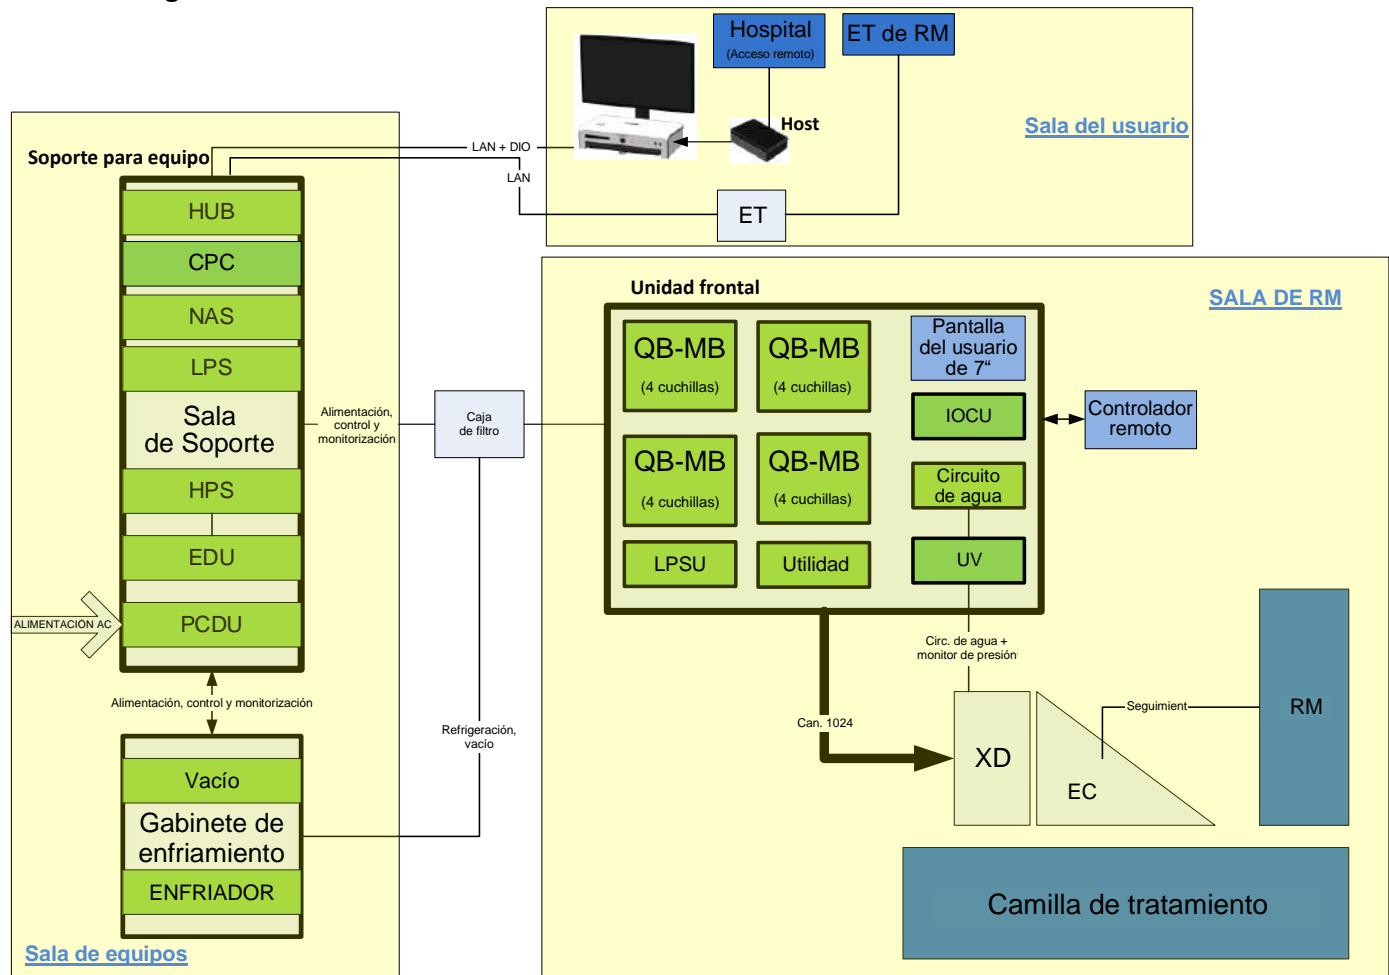 Hospital
(Acceso remoto)
ET de RM
Host
Sala del usuario
LAN + DIO
LAN
ET
Soporte para equipo
HUB
CPC
NAS
LPS
Sala
de Soporte
HPS
EDU
PCDU
ALIMENTACIÓN AC
Alimentación,
control y
monitorización
Alimentación, control y monitorización
Vacío
Gabinete de
enfriamiento
ENFRIADOR
Sala de equipos
Caja
de filtro
Refrigeración,
vacío
Unidad frontal
SALA DE RM
QB-MB
(4 cuchillas)
QB-MB
(4 cuchillas)
Pantalla
del usuario
de 7“
IOCU
Controlador
remoto
QB-MB
(4 cuchillas)
QB-MB
(4 cuchillas)
Circuito
de agua
LPSU
Utilidad
UV
Circ. de agua +
monitor de presión
Can. 1024
XD
EC
Seguimient
RM
Camilla de tratamiento